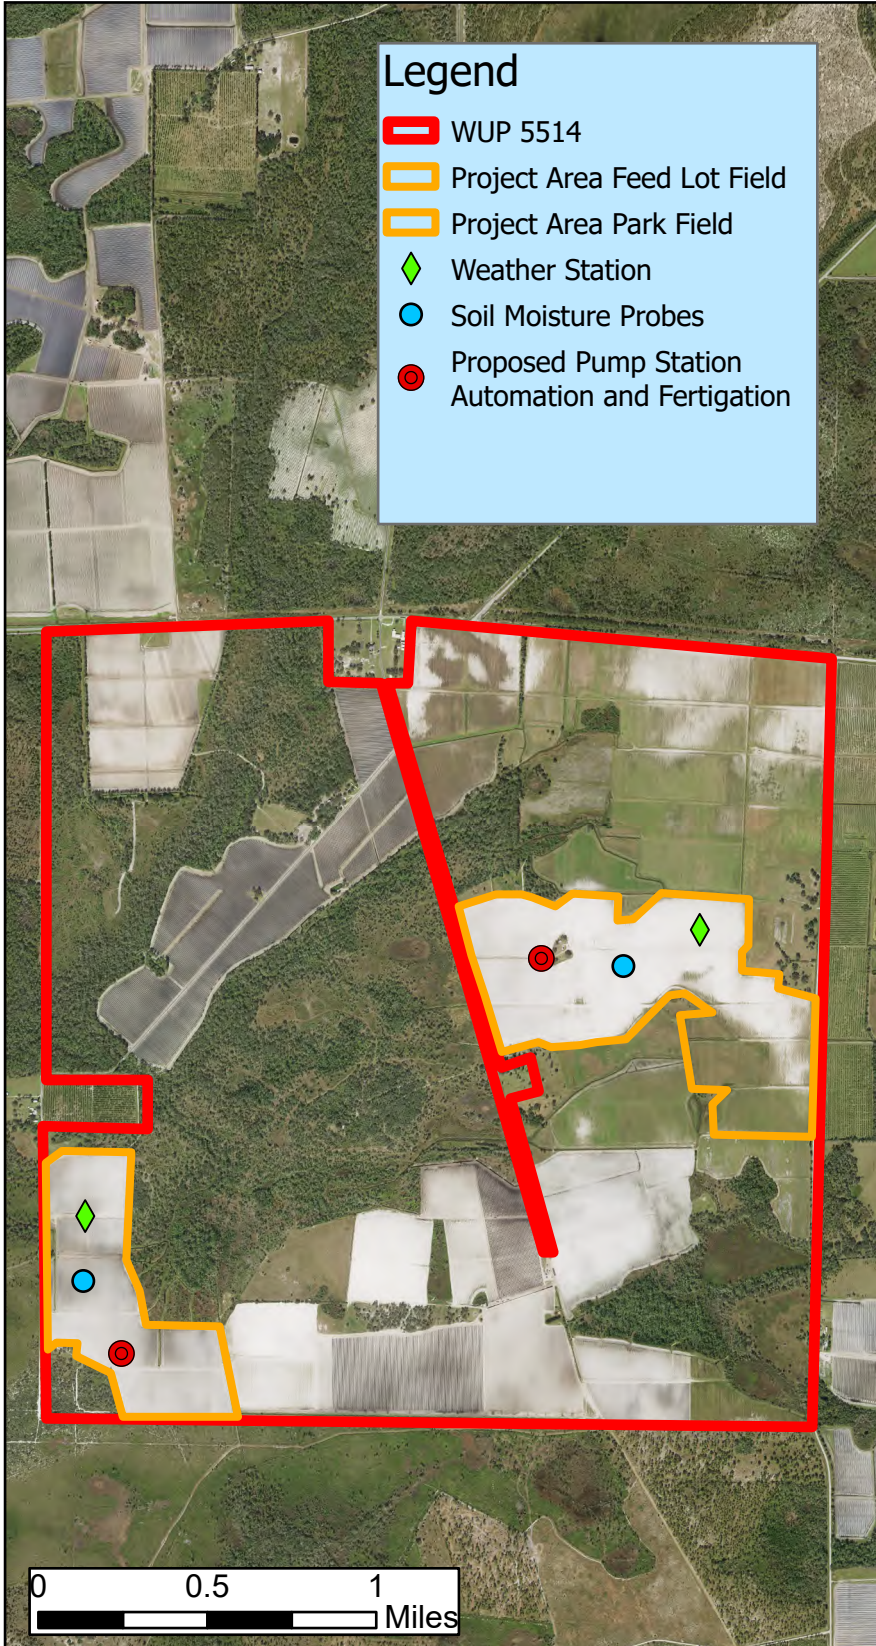 Legend
WUP 5514
Project Area Feed Lot Field
Project Area Park Field
Weather Station
Soil Moisture Probes
Proposed Pump Station
Automation and Fertigation
0 0.5 1
Miles